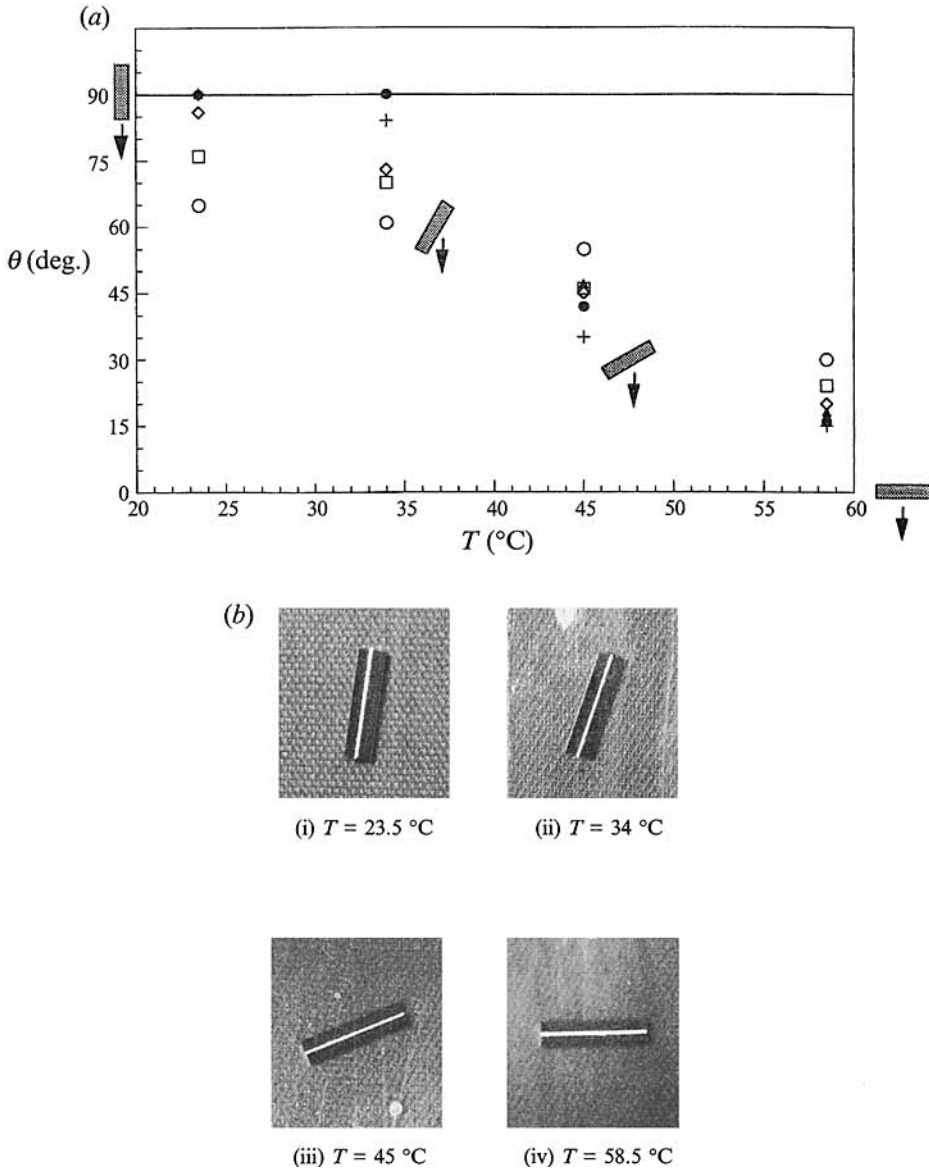 (a)
90
75
60
θ (deg.)
45
30
15
0
20 25 30 35 40 45 50 55 60
T (°C)
(b)
(i) T = 23.5 °C
(ii) T = 34 °C
(iii) T = 45 °C
(iv) T = 58.5 °C